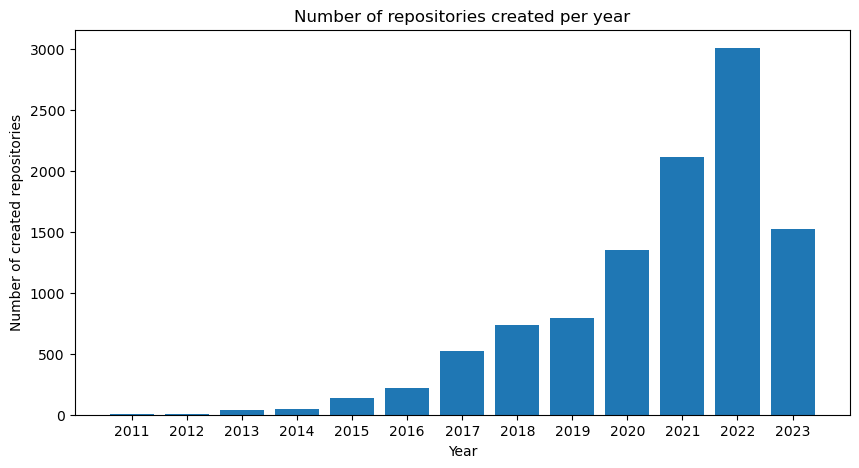 Number of repositories created per year
Number of created repositories
3000
2500
2000
1500
1000
500
0
2011 2012 2013 2014 2015 2016 2017 2018 2019 2020 2021 2022 2023
Year